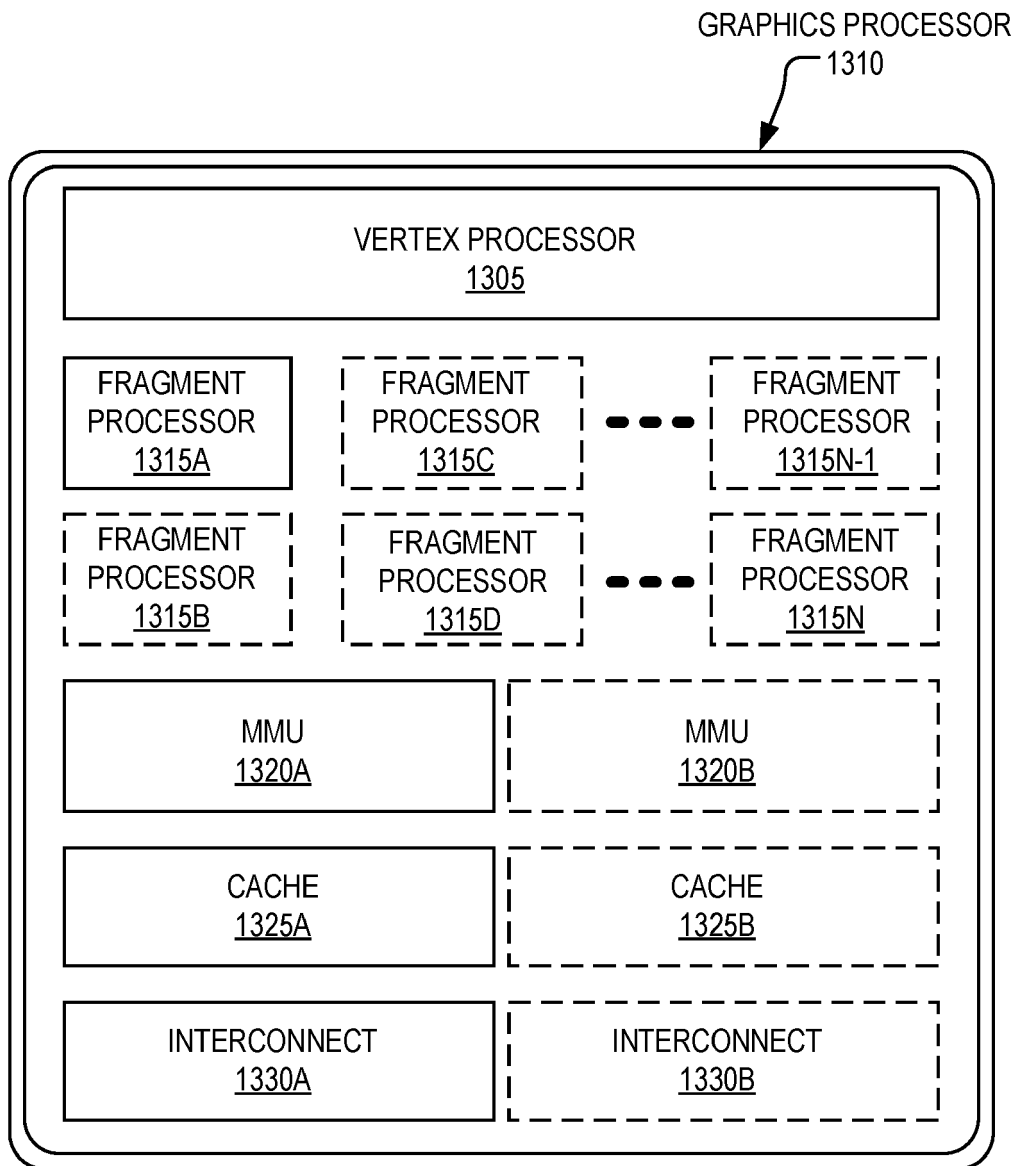 GRAPHICS PROCESSOR
1310
VERTEX PROCESSOR
1305
FRAGMENT
PROCESSOR
1315A
FRAGMENT
PROCESSOR
1315C
FRAGMENT
PROCESSOR
1315N-1
FRAGMENT
PROCESSOR
1315B
FRAGMENT
PROCESSOR
1315D
FRAGMENT
PROCESSOR
1315N
MMU
1320A
MMU
1320B
CACHE
1325A
CACHE
1325B
INTERCONNECT
1330A
INTERCONNECT
1330B